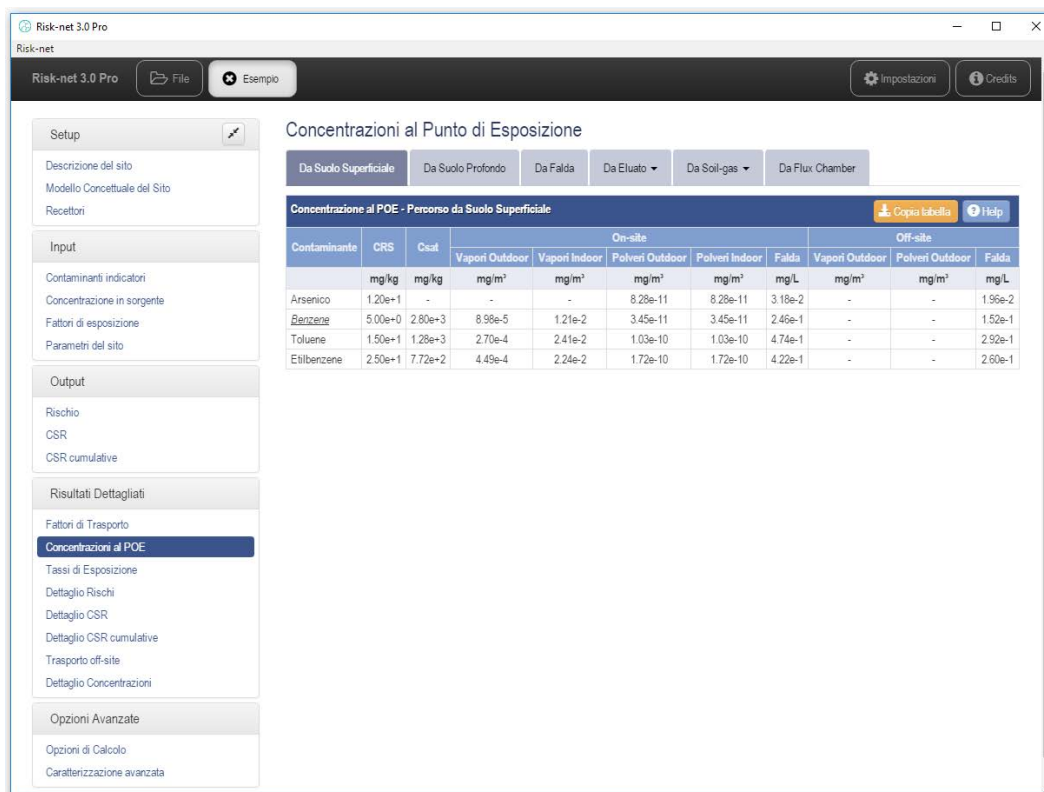 Risk-net 3.0 Pro
Risk-net
Risk-net 3.0 Pro File Esempio Impostazioni Credits
Setup
Descrizione del sito
Modello Concettuale del Sito
Recettori
Input
Contaminanti indicatori
Concentrazione in sorgente
Fattori di esposizione
Parametri del sito
Output
Rischio
CSR
CSR cumulative
Risultati Dettagliati
Fattori di Trasporto
Concentrazioni al POE
Tassi di Esposizione
Dettaglio Rischi
Dettaglio CSR
Dettaglio CSR cumulative
Trasporto off-site
Dettaglio Concentrazioni
Opzioni Avanzate
Opzioni di Calcolo
Caratterizzazione avanzata
Concentrazioni al Punto di Esposizione
Da Suolo Superficiale Da Suolo Profondo Da Falda Da Eluato Da Soil-gas Da Flux Chamber
Concentrazione al POE - Percorso da Suolo Superficiale Copia tabella Help
Contaminante CRS Csat On-site Off-site
Vapori Outdoor Vapori Indoor Polveri Outdoor Polveri Indoor Falda Vapori Outdoor Polveri Outdoor Falda
mg/kg mg/kg mg/m³ mg/m³ mg/m³ mg/m³ mg/L mg/m³ mg/m³ mg/L
Arsenico 1.20e+1 - - - 8.28e-11 8.28e-11 3.18e-2 - - 1.96e-2
Benzene 5.00e+0 2.80e+3 8.98e-5 1.21e-2 3.45e-11 3.45e-11 2.46e-1 - - 1.52e-1
Toluene 1.50e+1 1.28e+3 2.70e-4 2.41e-2 1.03e-10 1.03e-10 4.74e-1 - - 2.92e-1
Etilbenzene 2.50e+1 7.72e+2 4.49e-4 2.24e-2 1.72e-10 1.72e-10 4.22e-1 - - 2.60e-1